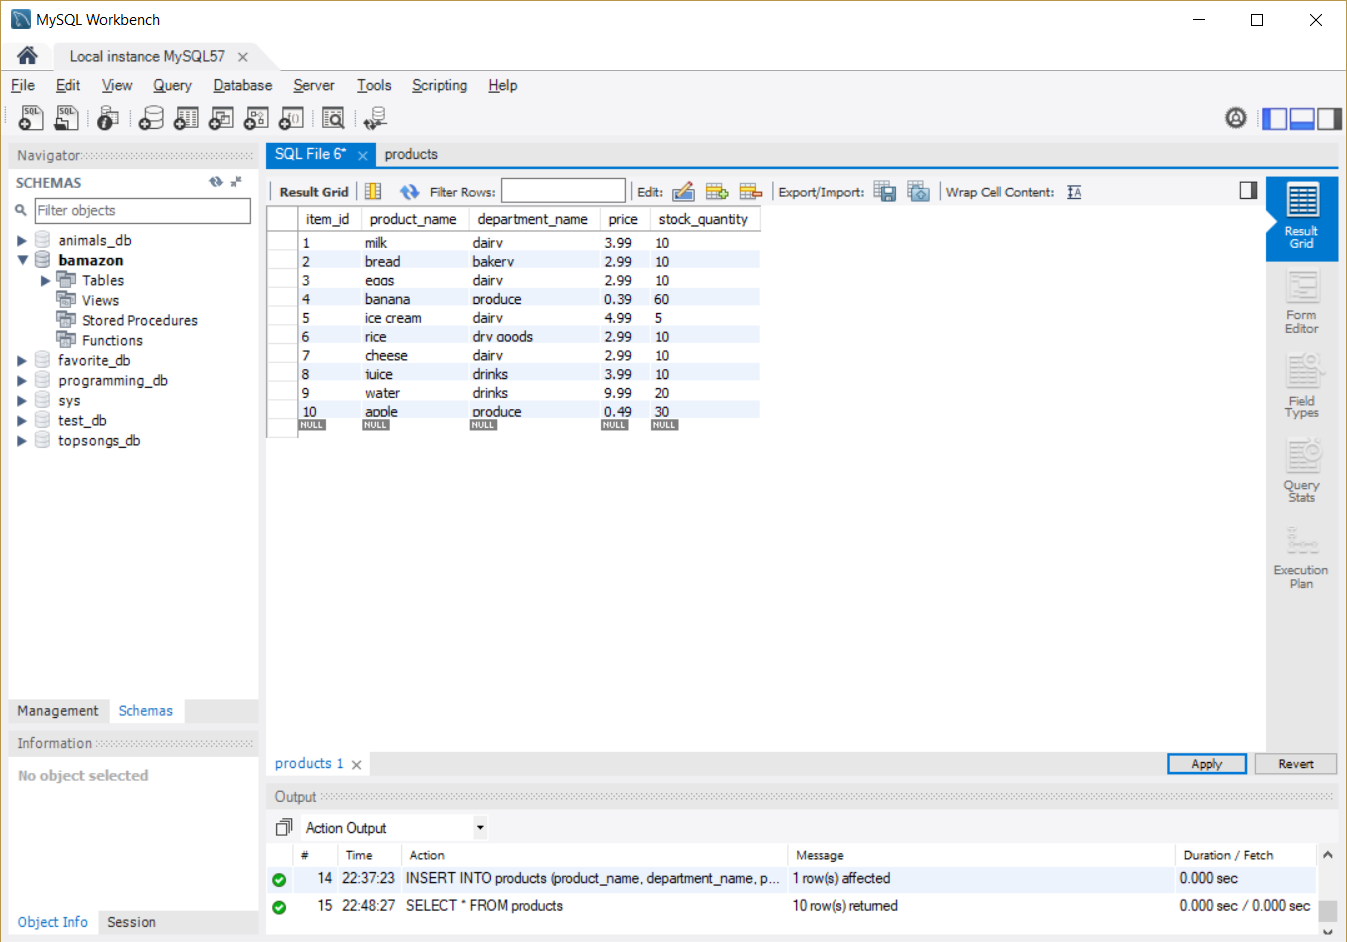 MySQL Workbench
Local instance MySQL57
File Edit View Query Database Server Tools Scripting Help
Navigator
SCHEMAS
Filter objects
animals_db
bamazon
Tables
Views
Stored Procedures
Functions
favorite_db
programming_db
sys
test_db
topsongs_db
Management Schemas
Information
No object selected
Object Info Session
SQL File 6* products
Result Grid Filter Rows: Edit: Export/Import: Wrap Cell Content:
item_id product_name department_name price stock_quantity
1 milk dairy 3.99 10
2 bread bakery 2.99 10
3 eggs dairy 2.99 10
4 banana produce 0.39 60
5 ice cream dairy 4.99 5
6 rice dry goods 2.99 10
7 cheese dairy 2.99 10
8 juice drinks 3.99 10
9 water drinks 9.99 20
10 apple produce 0.49 30
NULL NULL NULL NULL NULL
Result
Grid
Form
Editor
Field
Types
Query
Stats
Execution
Plan
products 1
Apply Revert
Output
Action Output
# Time Action Message Duration / Fetch
14 22:37:23 INSERT INTO products (product_name, department_name, p... 1 row(s) affected 0.000 sec
15 22:48:27 SELECT * FROM products 10 row(s) returned 0.000 sec / 0.000 sec